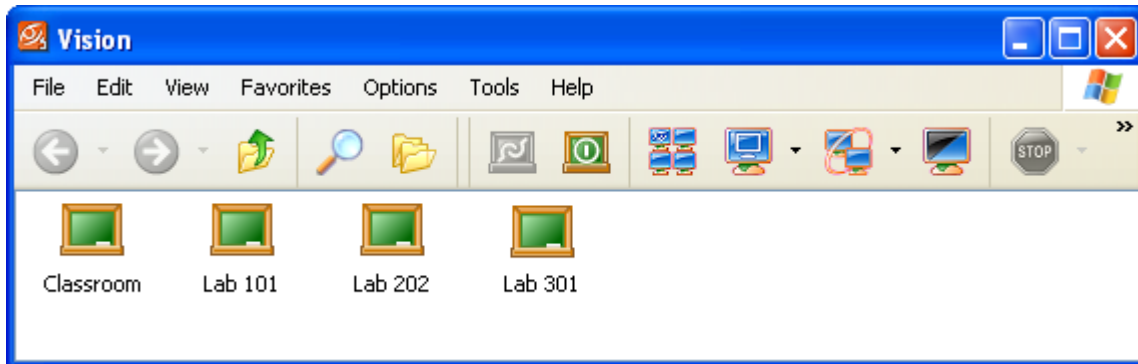 Vision
File Edit View Favorites Options Tools Help
STOP
Classroom Lab 101 Lab 202 Lab 301